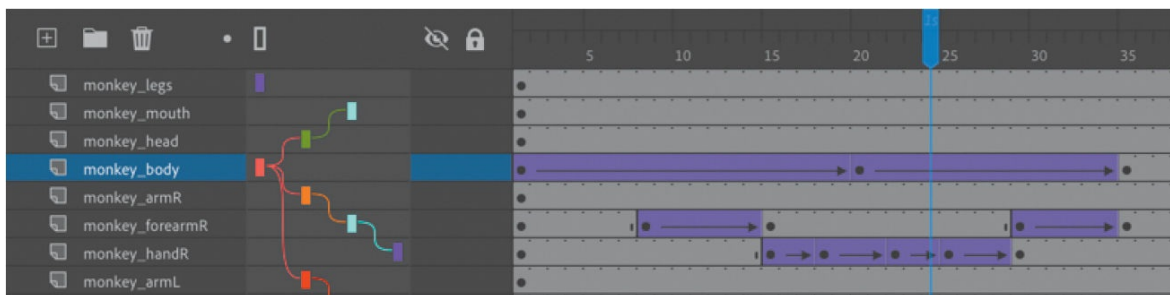 1s
5 10 15 20 25 30 35
monkey_legs
monkey_mouth
monkey_head
monkey_body
monkey_armR
monkey_forearmR
monkey_handR
monkey_armL